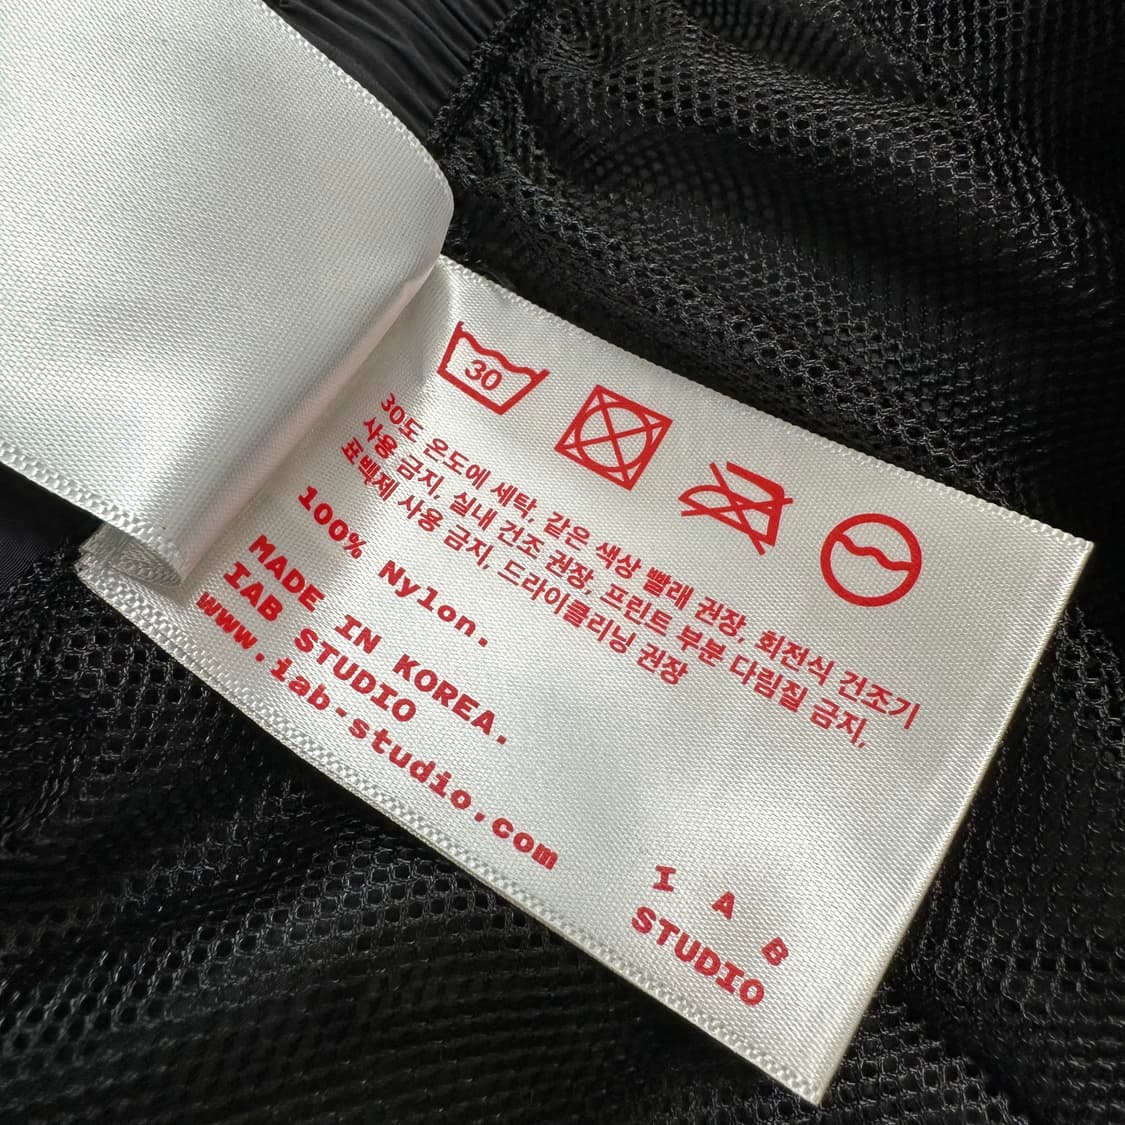 30
30도 온도에 세탁, 같은 색상 빨래 권장, 회전식 건조기
사용 금지, 실내 건조 권장, 프린트 부분 다림질 금지,
표백제 사용 금지, 드라이클리닝 권장
100% Nylon.
MADE IN KOREA.
IAB STUDIO
www.iab-studio.com
I A B
STUDIO